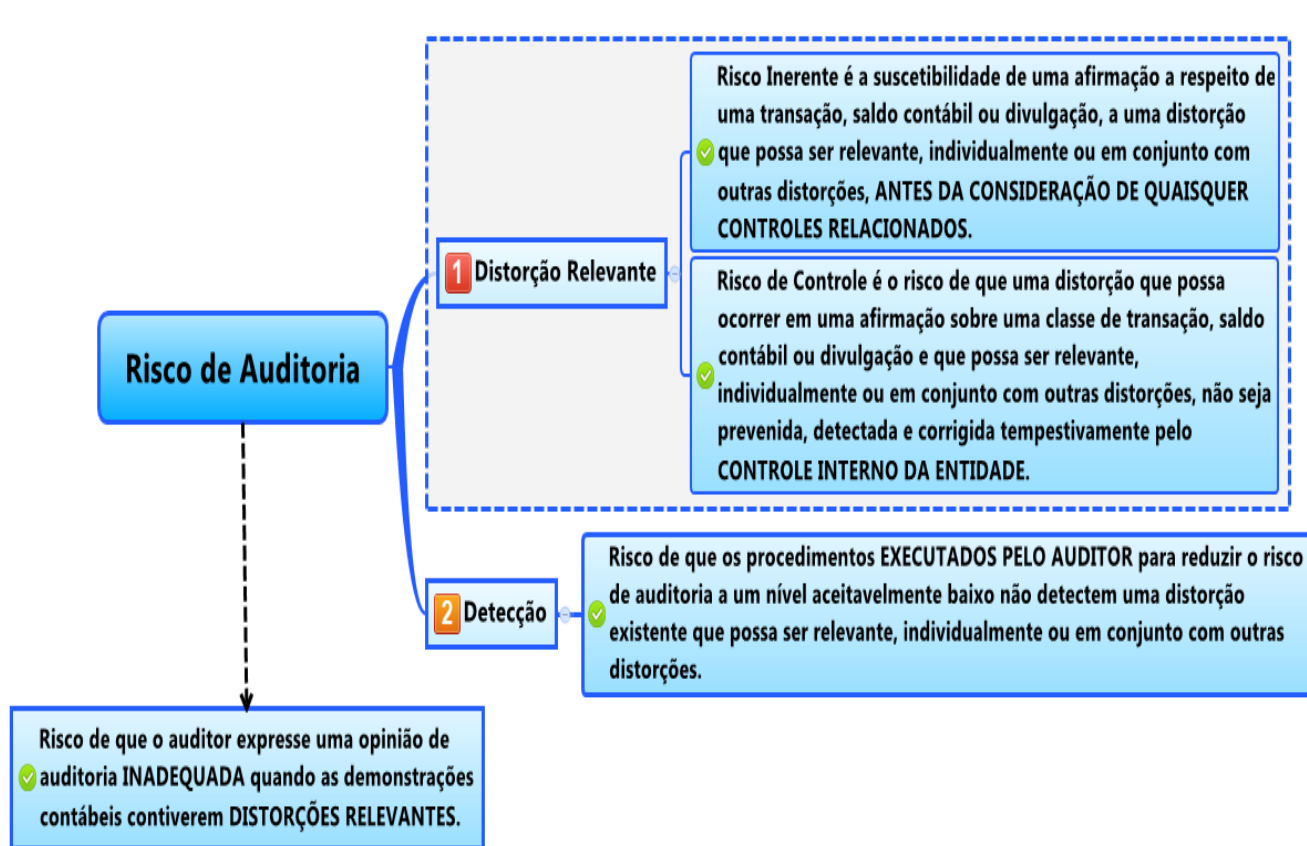 Risco de Auditoria
1 Distorção Relevante
Risco Inerente é a suscetibilidade de uma afirmação a respeito de
uma transação, saldo contábil ou divulgação, a uma distorção
que possa ser relevante, individualmente ou em conjunto com
outras distorções, ANTES DA CONSIDERAÇÃO DE QUAISQUER
CONTROLES RELACIONADOS.
Risco de Controle é o risco de que uma distorção que possa
ocorrer em uma afirmação sobre uma classe de transação, saldo
contábil ou divulgação e que possa ser relevante,
individualmente ou em conjunto com outras distorções, não seja
prevenida, detectada e corrigida tempestivamente pelo
CONTROLE INTERNO DA ENTIDADE.
2 Detecção
Risco de que os procedimentos EXECUTADOS PELO AUDITOR para reduzir o risco
de auditoria a um nível aceitavelmente baixo não detectem uma distorção
existente que possa ser relevante, individualmente ou em conjunto com outras
distorções.
Risco de que o auditor expresse uma opinião de
auditoria INADEQUADA quando as demonstrações
contábeis contiverem DISTORÇÕES RELEVANTES.